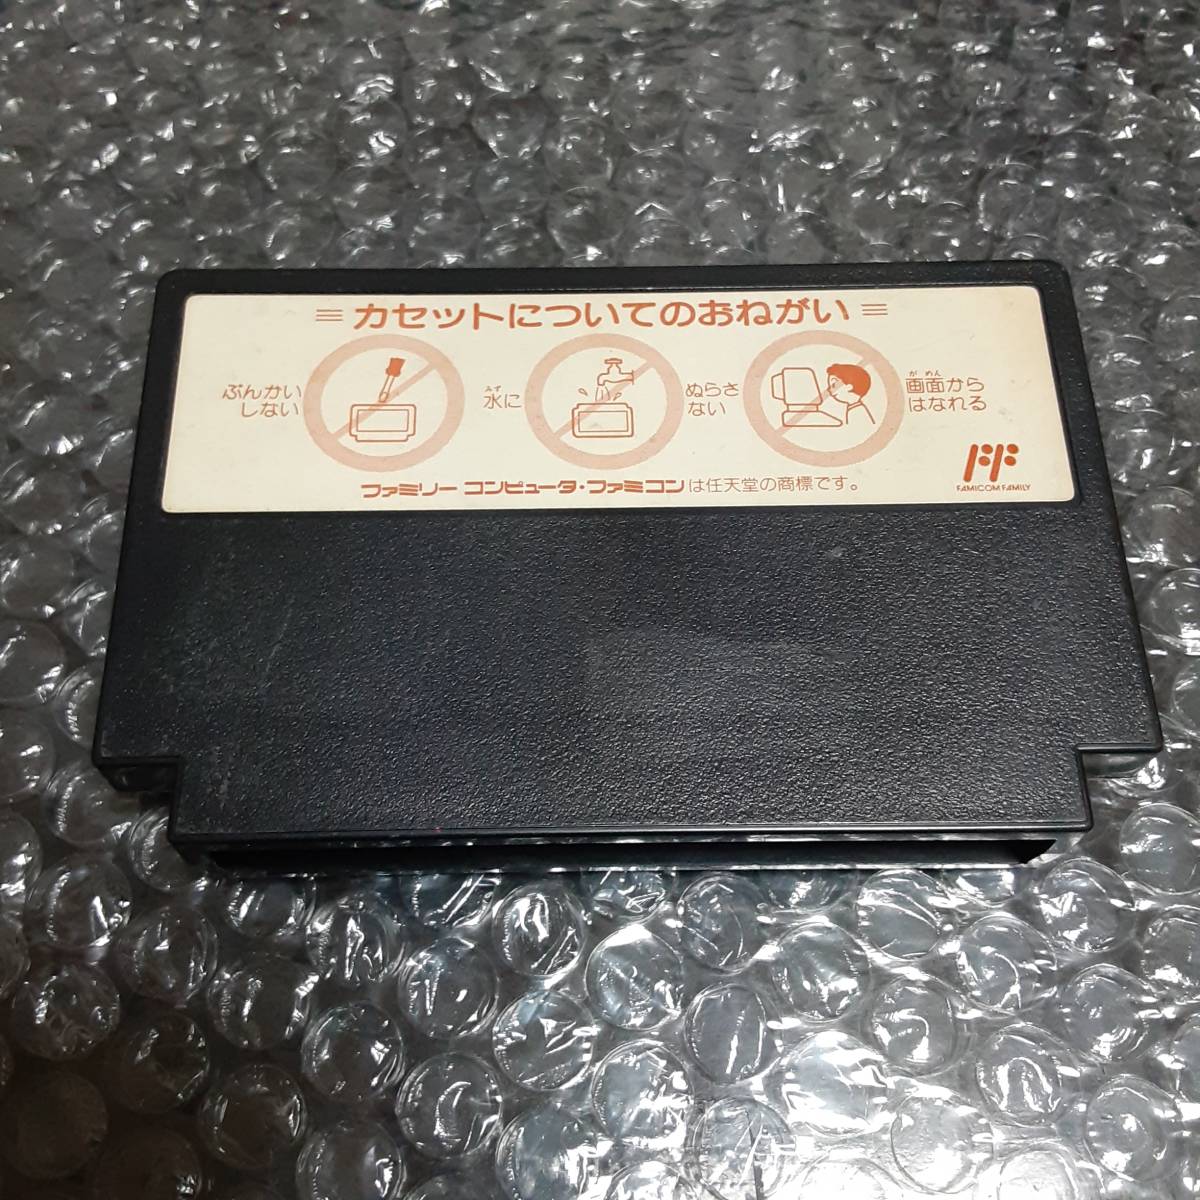 カセットについてのおねがい
ぶんかい
しない
みず
水に
ぬらさ
ない
がめん
画面から
はなれる
ファミリー コンピュータ・ファミコンは任天堂の商標です。
FAMICOM FAMILY